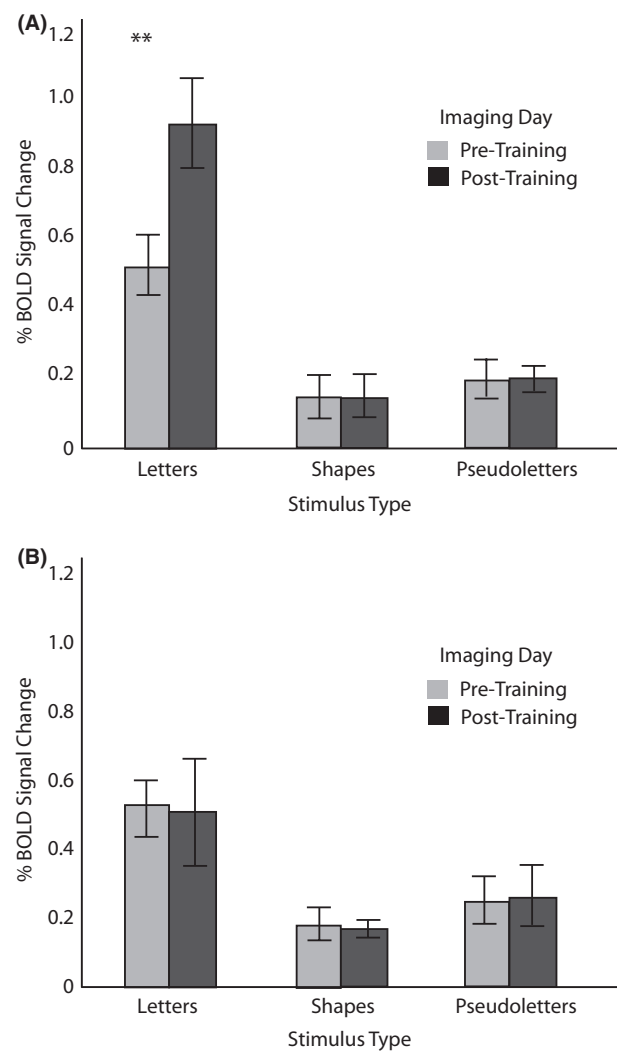 (A)
1.2
**
1.0
0.8
0.6
0.4
0.2
0
% BOLD Signal Change
Imaging Day
Pre-Training
Post-Training
Letters Shapes Pseudoletters
Stimulus Type
(B)
1.2
1.0
0.8
0.6
0.4
0.2
0
% BOLD Signal Change
Imaging Day
Pre-Training
Post-Training
Letters Shapes Pseudoletters
Stimulus Type